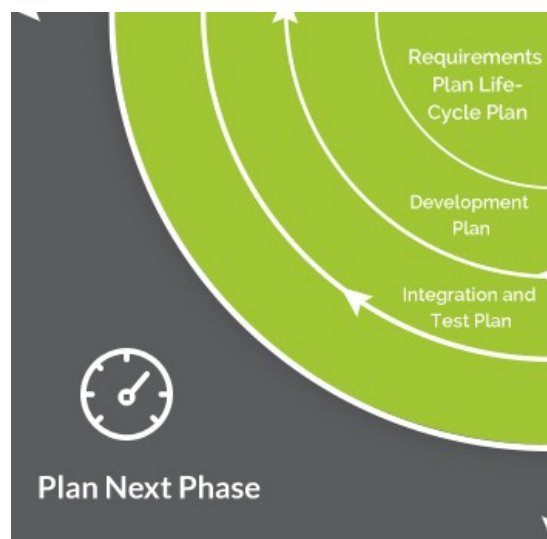 Requirements
Plan Life-
Cycle Plan
Development
Plan
Integration and
Test Plan
Plan Next Phase